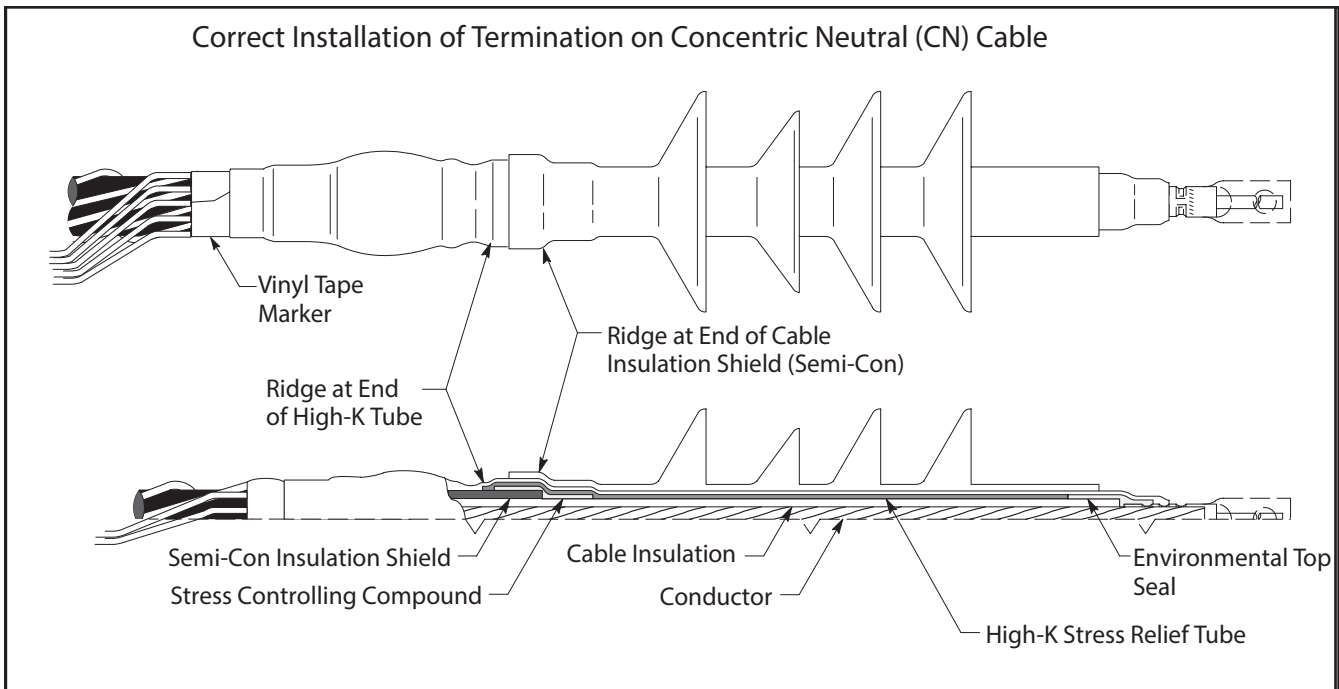 Correct Installation of Termination on Concentric Neutral (CN) Cable
Vinyl Tape
Marker
Ridge at End of Cable
Insulation Shield (Semi-Con)
Ridge at End
of High-K Tube
Semi-Con Insulation Shield
Cable Insulation
Environmental Top
Seal
Stress Controlling Compound
Conductor
High-K Stress Relief Tube